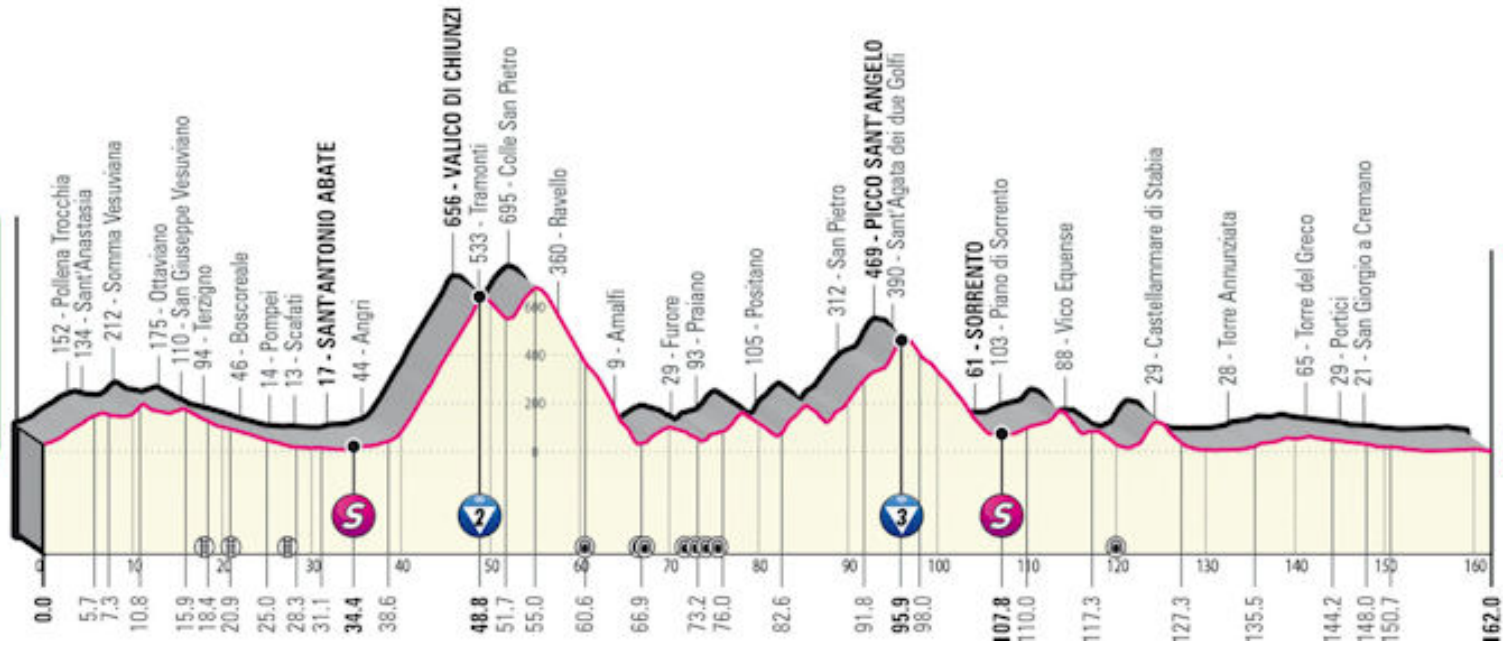 152 - Pollena Trocchia
134 - Sant'Anastasia
212 - Somma Vesuviana
175 - Ottaviano
110 - San Giuseppe Vesuviano
94 - Terzigno
46 - Boscoreale
14 - Pompei
13 - Scafati
17 - SANT'ANTONIO ABATE
44 - Angri
656 - VALICO DI CHIUNZI
533 - Tramonti
695 - Colle San Pietro
360 - Ravello
9 - Amalfi
29 - Furore
93 - Praiano
105 - Positano
312 - San Pietro
469 - PICCO SANT'ANGELO
390 - Sant'Agata dei due Golfi
61 - SORRENTO
103 - Piano di Sorrento
88 - Vico Equense
29 - Castellammare di Stabia
28 - Torre Annunziata
65 - Torre del Greco
29 - Portici
21 - San Giorgio a Cremano
600
400
200
0
S
2
3
S
0 10 20 30 40 50 60 70 80 90 100 110 120 130 140 150 160
0.0 5.7 7.3 10.8 15.9 18.4 20.9 25.0 28.3 31.1 34.4 38.6 48.8 51.7 55.0 60.6 66.9 73.2 76.0 82.6 91.8 95.9 98.0 107.8 110.0 117.3 127.3 135.5 144.2 148.0 150.7 162.0